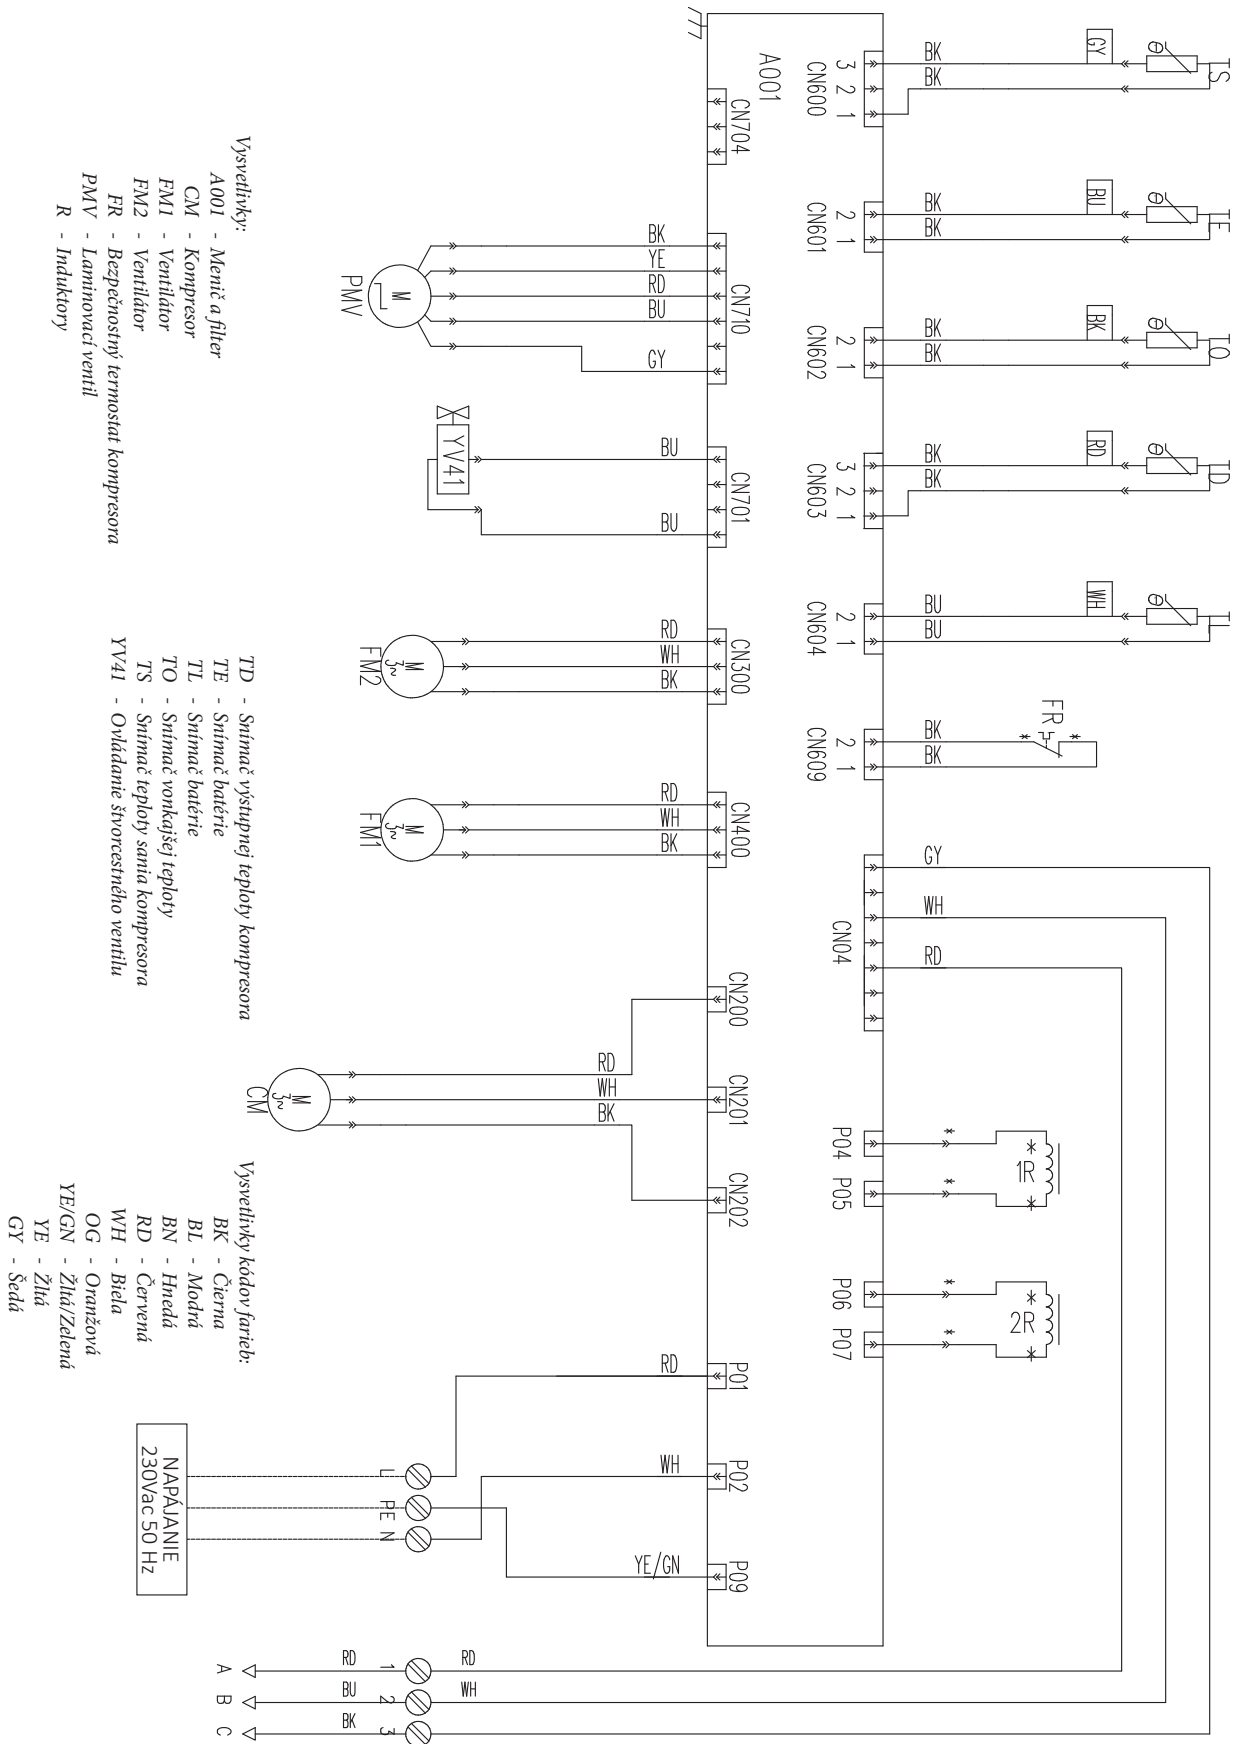 TS
GY
BK
BK
3 2 1
CN600
TE
BU
BK
BK
2 1
CN601
TO
BK
BK
BK
2 1
CN602
TD
RD
BK
BK
3 2 1
CN603
TL
WH
BU
BU
2 1
CN604
FR
BK
BK
2 1
CN609
GY
WH
RD
CN04
1R
P04 P05
2R
P06 P07
A001
CN704
CN710
CN701
CN300
CN400
CN200
CN201
CN202
P01
P02
P09
BK
YE
RD
BU
GY
M
PMV
BU
BU
YV41
RD
WH
BK
M
3~
FM2
RD
WH
BK
M
3~
FM1
RD
WH
BK
M
3~
CM
RD
WH
YE/GN
L
PE
N
NAPÁJANIE
230Vac 50 Hz
RD
WH
1
2
3
RD
BU
BK
A
B
C
Vysvetlivky:
A001 - Menič a filter
CM - Kompresor
FM1 - Ventilátor
FM2 - Ventilátor
FR - Bezpečnostný termostat kompresora
PMV - Laminovací ventil
R - Induktory
TD - Snímač výstupnej teploty kompresora
TE - Snímač batérie
TL - Snímač batérie
TO - Snímač vonkajšej teploty
TS - Snímač teploty sania kompresora
YV41 - Ovládanie štvorcestného ventilu
Vysvetlivky kódov farieb:
BK - Čierna
BL - Modrá
BN - Hnedá
RD - Červená
WH - Biela
OG - Oranžová
YE/GN - Žltá/Zelená
YE - Žltá
GY - Šedá